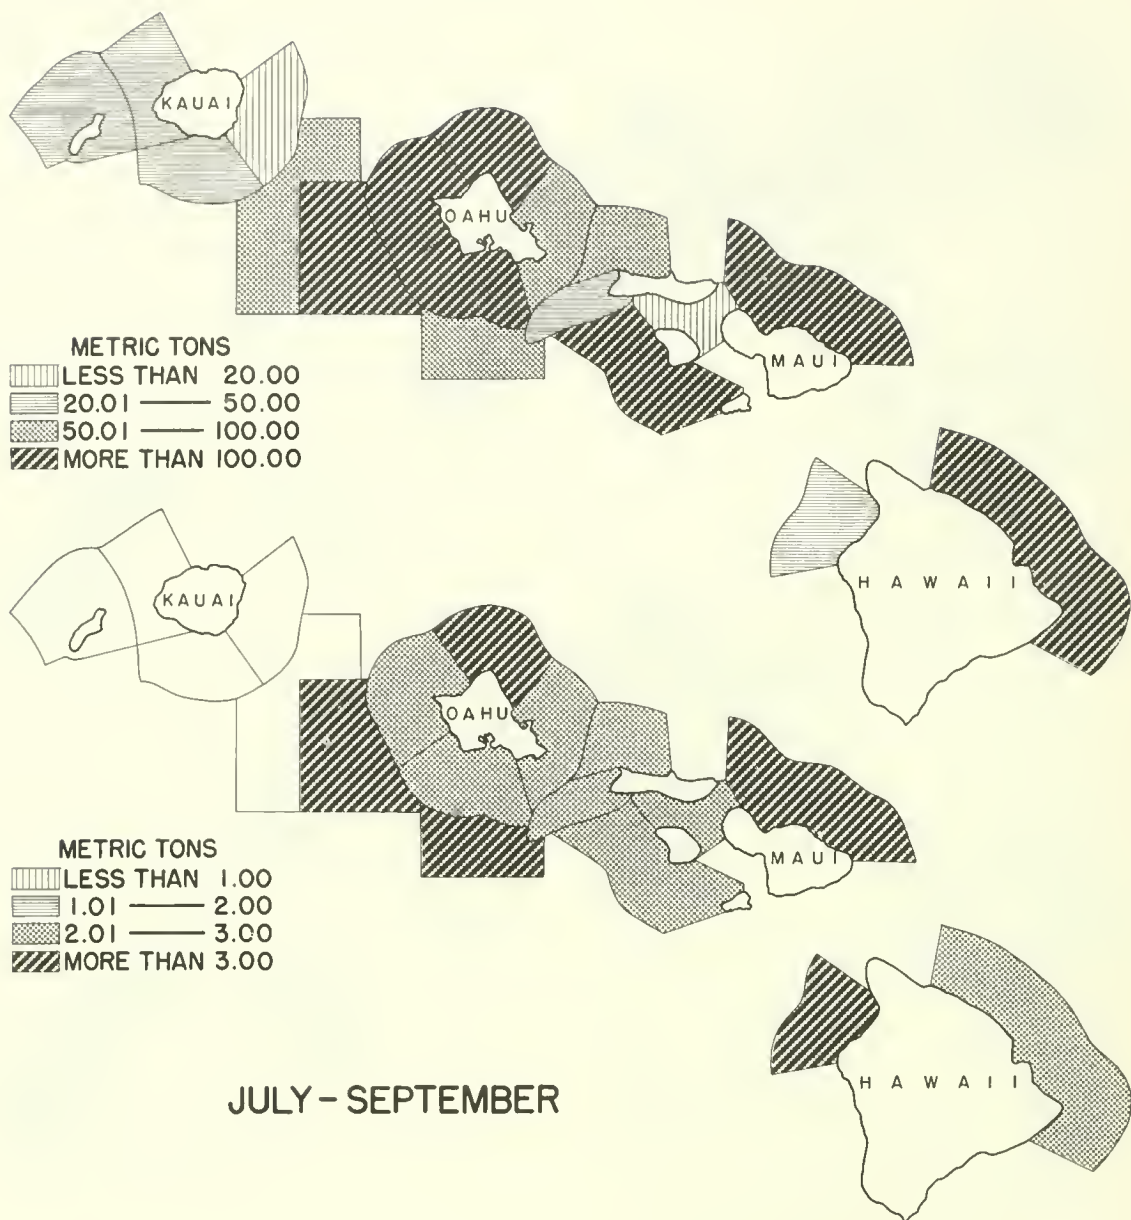 KAUAI
OAHU
MAUI
METRIC TONS
LESS THAN 20.00
20.01 — 50.00
50.01 — 100.00
MORE THAN 100.00
HAWAII
KAUAI
OAHU
MAUI
METRIC TONS
LESS THAN 1.00
1.01 — 2.00
2.01 — 3.00
MORE THAN 3.00
HAWAII
JULY-SEPTEMBER